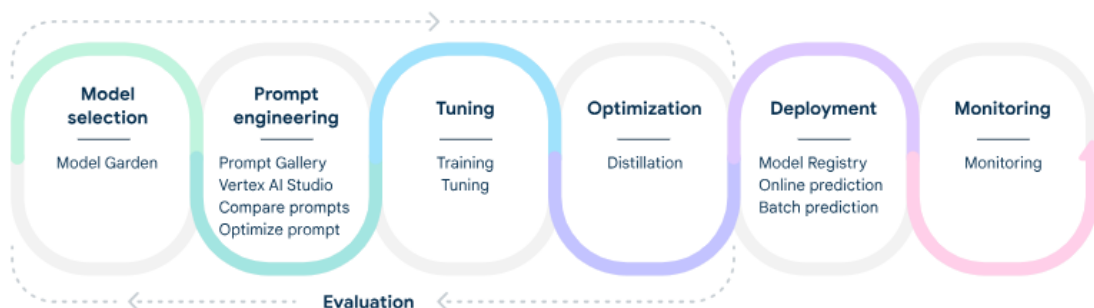 Model
selection
Model Garden
Prompt
engineering
Prompt Gallery
Vertex AI Studio
Compare prompts
Optimize prompt
Tuning
Training
Tuning
Optimization
Distillation
Deployment
Model Registry
Online prediction
Batch prediction
Monitoring
Monitoring
Evaluation